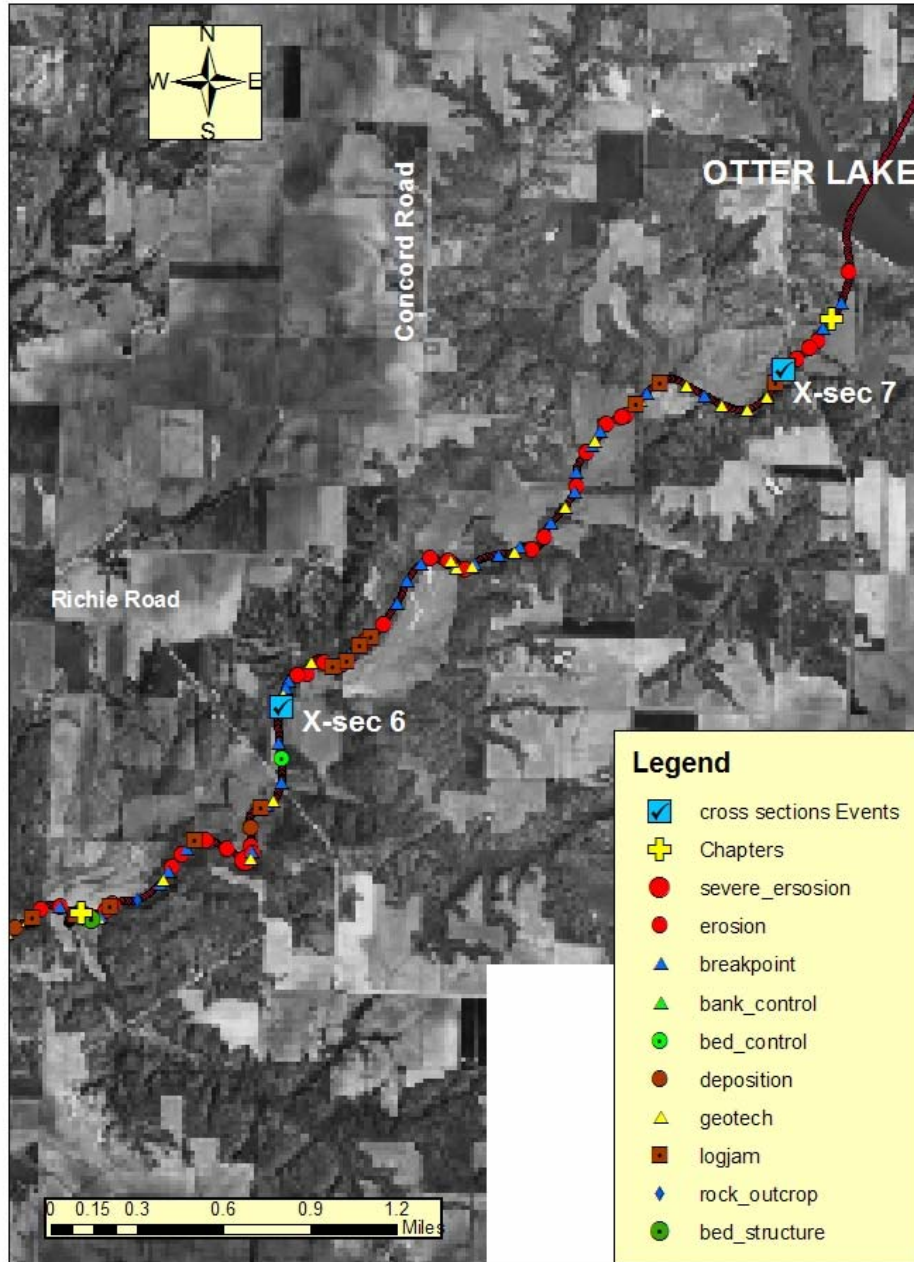 N
W E
S
Concord Road
OTTER LAKE
X-sec 7
Richie Road
X-sec 6
Legend
cross sections Events
Chapters
severe_ersosion
erosion
breakpoint
bank_control
bed_control
deposition
geotech
logjam
rock_outcrop
bed_structure
0 0.15 0.3 0.6 0.9 1.2
Miles